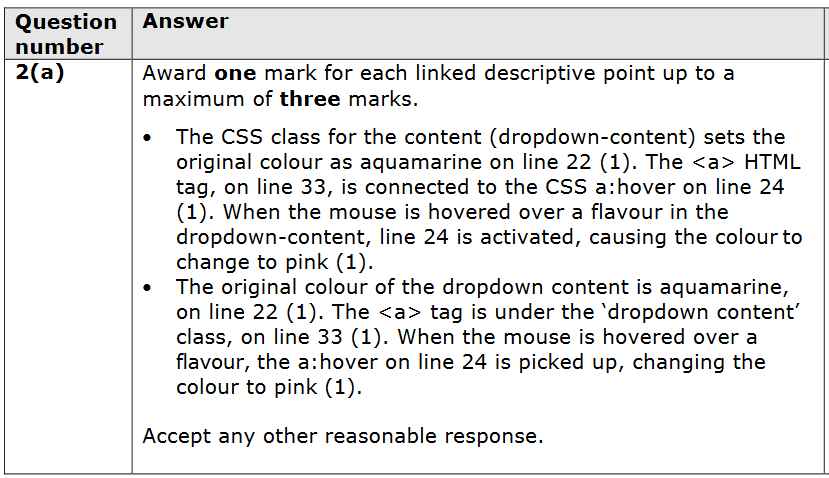 Question number
Answer
2(a)
Award one mark for each linked descriptive point up to a
maximum of three marks.
• The CSS class for the content (dropdown-content) sets the
original colour as aquamarine on line 22 (1). The <a> HTML
tag, on line 33, is connected to the CSS a:hover on line 24
(1). When the mouse is hovered over a flavour in the
dropdown-content, line 24 is activated, causing the colour to
change to pink (1).
• The original colour of the dropdown content is aquamarine,
on line 22 (1). The <a> tag is under the ‘dropdown content’
class, on line 33 (1). When the mouse is hovered over a
flavour, the a:hover on line 24 is picked up, changing the
colour to pink (1).
Accept any other reasonable response.